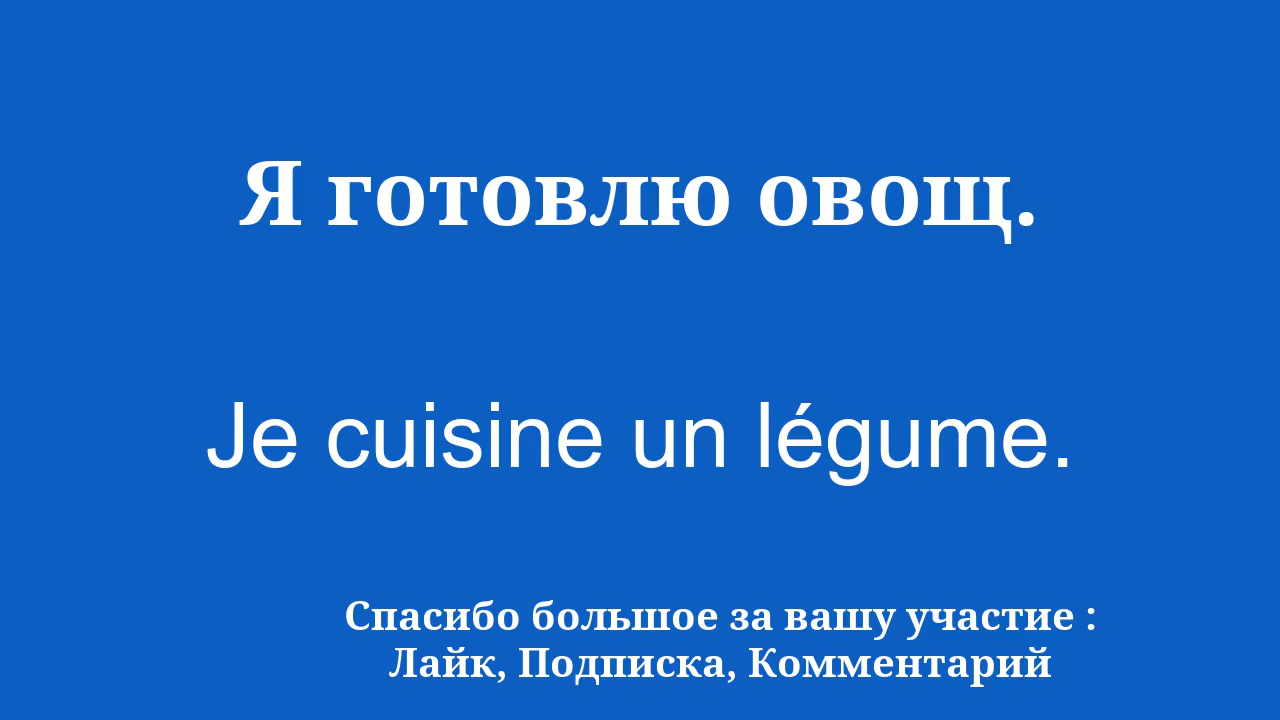 Я готовлю овощ.
Je cuisine un légume.
Спасибо большое за вашу участие :
Лайк, Подписка, Комментарий